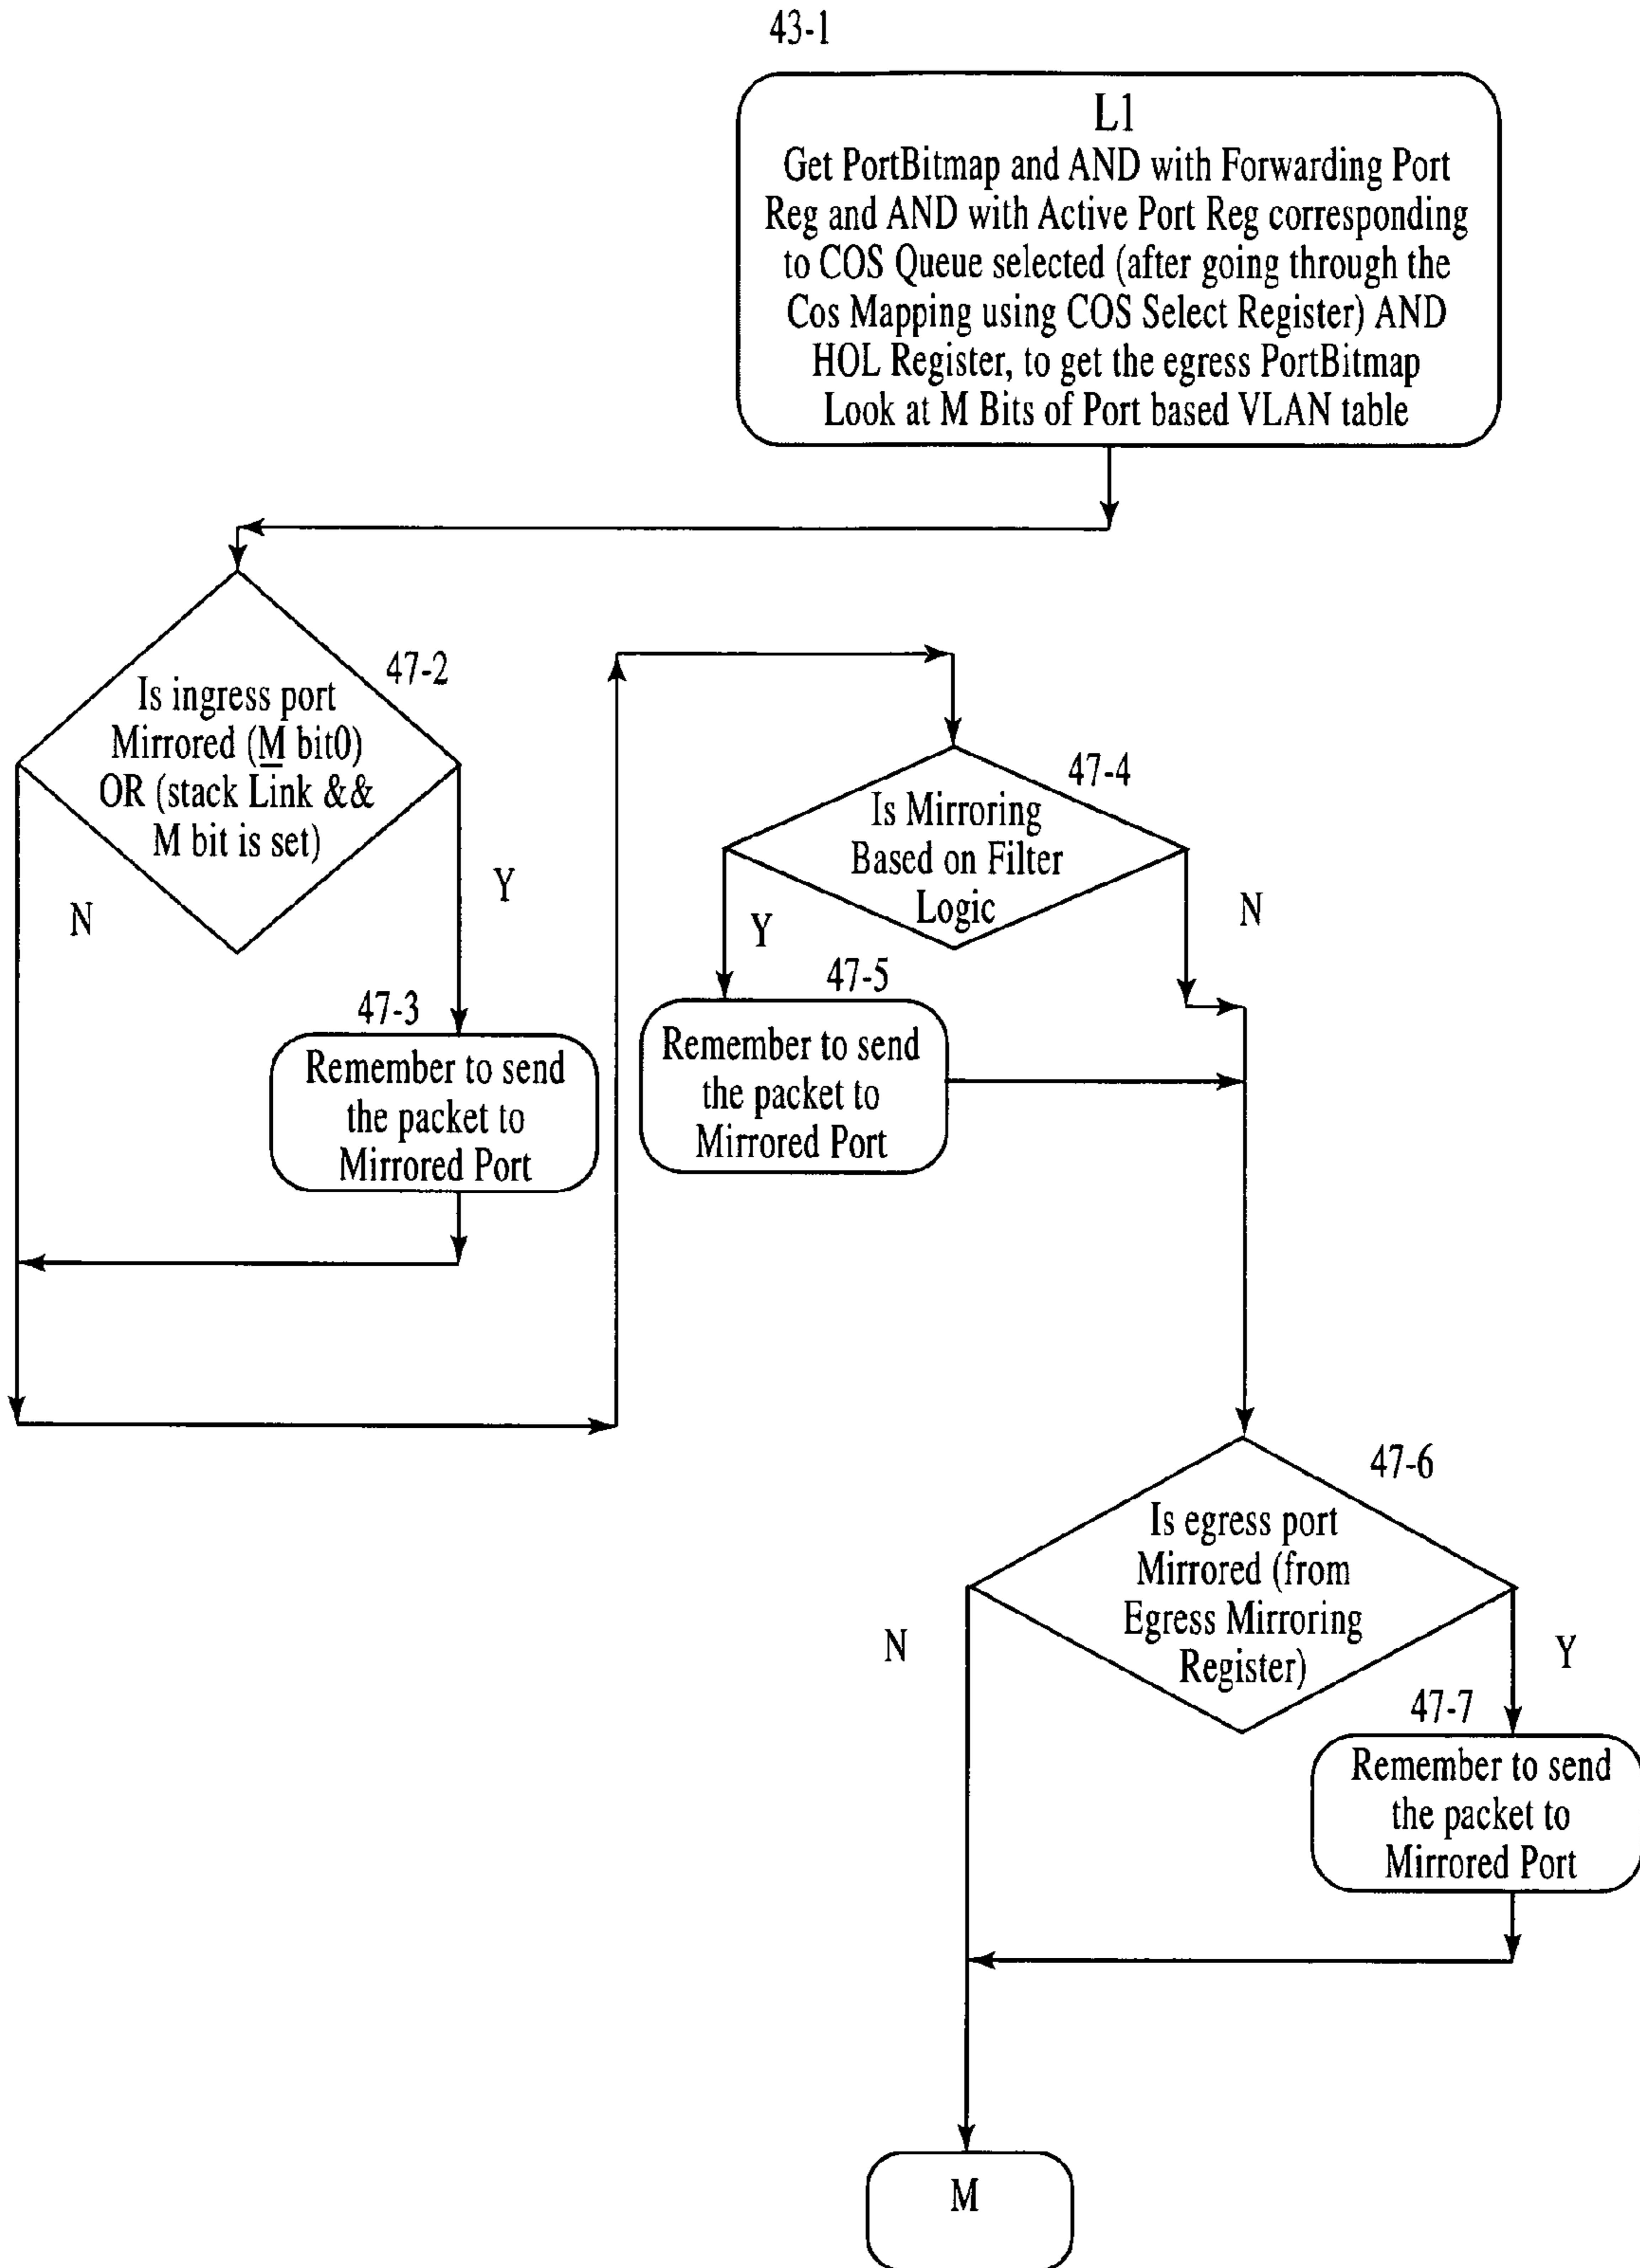 43-1
L1
Get PortBitmap and AND with Forwarding Port
Reg and AND with Active Port Reg corresponding
to COS Queue selected (after going through the
Cos Mapping using COS Select Register) AND
HOL Register, to get the egress PortBitmap
Look at M Bits of Port based VLAN table
47-2
Is ingress port
Mirrored (M bit0)
OR (stack Link &&
M bit is set)
N
Y
47-3
Remember to send
the packet to
Mirrored Port
47-4
Is Mirroring
Based on Filter
Logic
Y
N
47-5
Remember to send
the packet to
Mirrored Port
47-6
Is egress port
Mirrored (from
Egress Mirroring
Register)
N
Y
47-7
Remember to send
the packet to
Mirrored Port
M